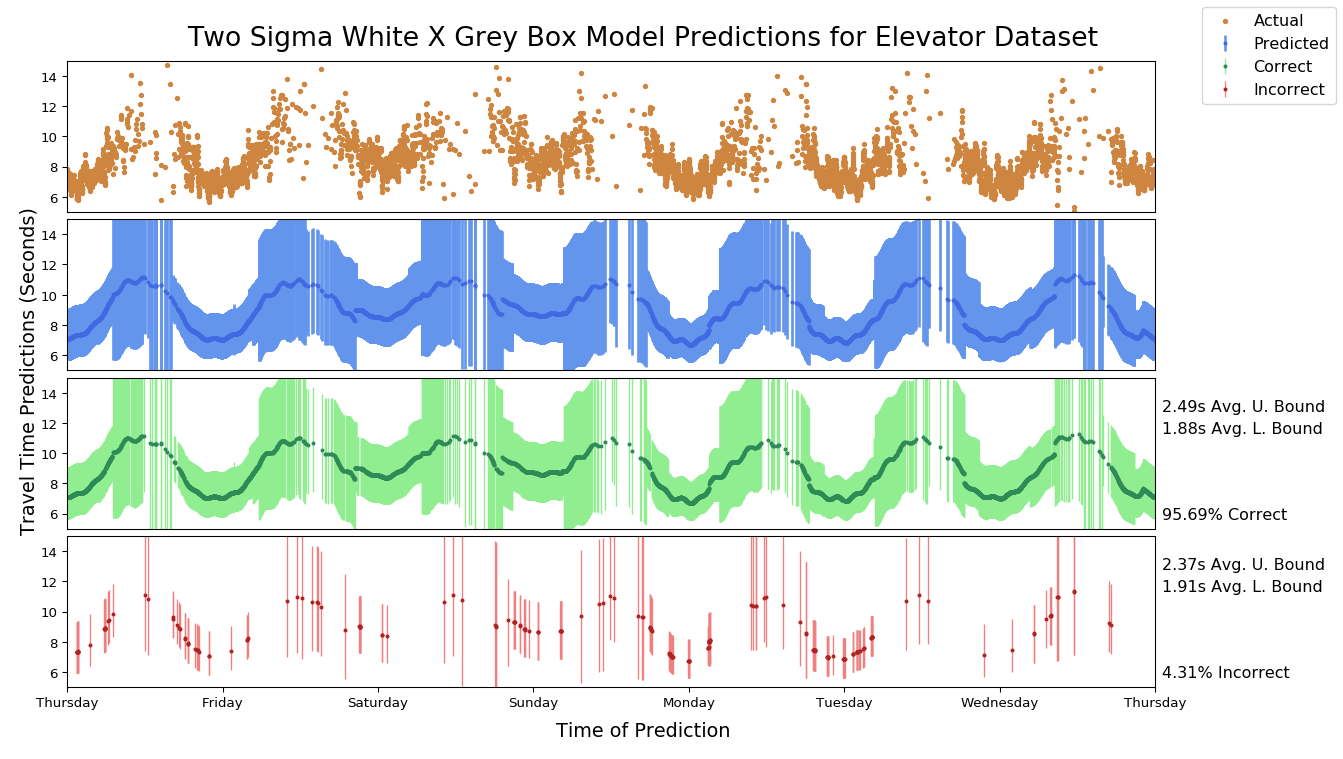 Two Sigma White X Grey Box Model Predictions for Elevator Dataset
Actual
Predicted
Correct
Incorrect
Travel Time Predictions (Seconds)
14
12
10
8
6
14
12
10
8
6
14
12
10
8
6
2.49s Avg. U. Bound
1.88s Avg. L. Bound
95.69% Correct
14
12
10
8
6
2.37s Avg. U. Bound
1.91s Avg. L. Bound
4.31% Incorrect
Thursday Friday Saturday Sunday Monday Tuesday Wednesday Thursday
Time of Prediction